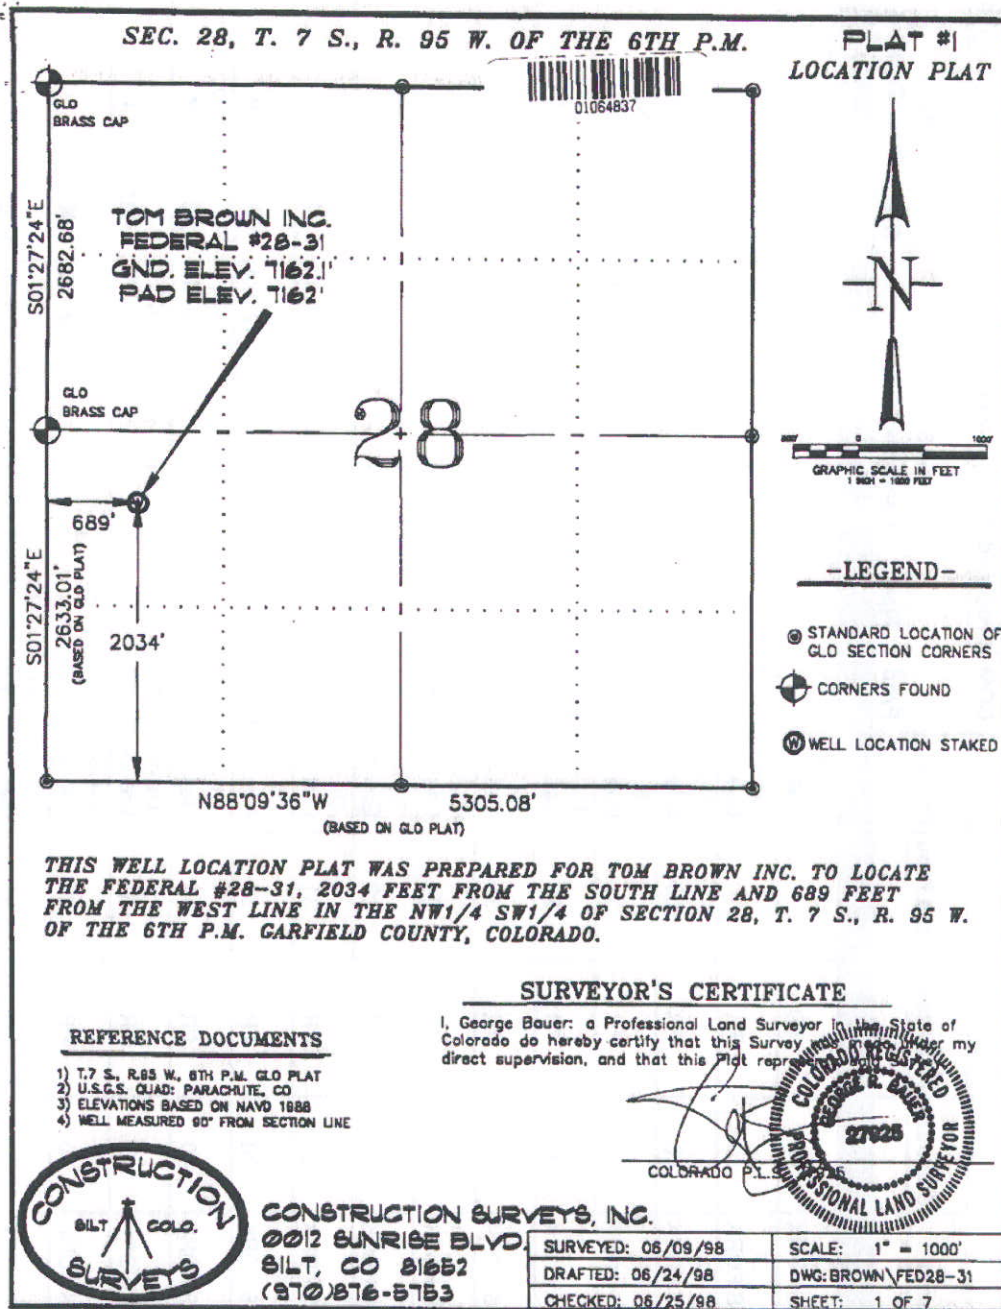 SEC. 28, T. 7 S., R. 95 W. OF THE 6TH P.M.
PLAT #1
LOCATION PLAT
01064837
GLO
BRASS CAP
S01°27'24"E
2682.68'
TOM BROWN INC.
FEDERAL #28-31
GND. ELEV. 7162.1'
PAD ELEV. 7162'
N
GLO
BRASS CAP
28
0 1000'
GRAPHIC SCALE IN FEET
1 INCH = 1000 FEET
W
689'
S01°27'24"E
2633.01'
(BASED ON GLO PLAT)
2034'
-LEGEND-
STANDARD LOCATION OF
GLO SECTION CORNERS
CORNERS FOUND
W WELL LOCATION STAKED
N88°09'36"W 5305.08'
(BASED ON GLO PLAT)
THIS WELL LOCATION PLAT WAS PREPARED FOR TOM BROWN INC. TO LOCATE
THE FEDERAL #28-31, 2034 FEET FROM THE SOUTH LINE AND 689 FEET
FROM THE WEST LINE IN THE NW1/4 SW1/4 OF SECTION 28, T. 7 S., R. 95 W.
OF THE 6TH P.M. GARFIELD COUNTY, COLORADO.
SURVEYOR'S CERTIFICATE
I, George Bauer: a Professional Land Surveyor in the State of
Colorado do hereby certify that this Survey was made under my
direct supervision, and that this Plat
REFERENCE DOCUMENTS
1) T.7 S., R.95 W., 6TH P.M. GLO PLAT
2) U.S.G.S. QUAD: PARACHUTE, CO
3) ELEVATIONS BASED ON NAVD 1988
4) WELL MEASURED 90° FROM SECTION LINE
COLORADO REGISTERED
GEORGE R. BAUER
27925
PROFESSIONAL LAND SURVEYOR
COLORADO P.L.S.
CONSTRUCTION
SILT COLO.
SURVEYS
CONSTRUCTION SURVEYS, INC.
0012 SUNRISE BLVD.
SILT, CO 81652
(970)876-5753
SURVEYED: 06/09/98 SCALE: 1" = 1000'
DRAFTED: 06/24/98 DWG: BROWN\FED28-31
CHECKED: 06/25/98 SHEET: 1 OF 7